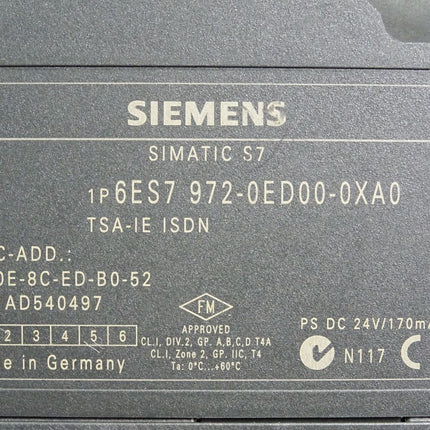 SIEMENS
SIMATIC S7
1P 6ES7 972-0ED00-0XA0
TSA-IE ISDN
C-ADD.:
0E-8C-ED-B0-52
AD540497
2 3 4 5 6
e in Germany
FM
APPROVED
CL.I, DIV.2, GP. A,B,C,D T4A
CL.I, Zone 2, GP. IIC, T4
Ta: 0°C...+60°C
PS DC 24V/170m
N117